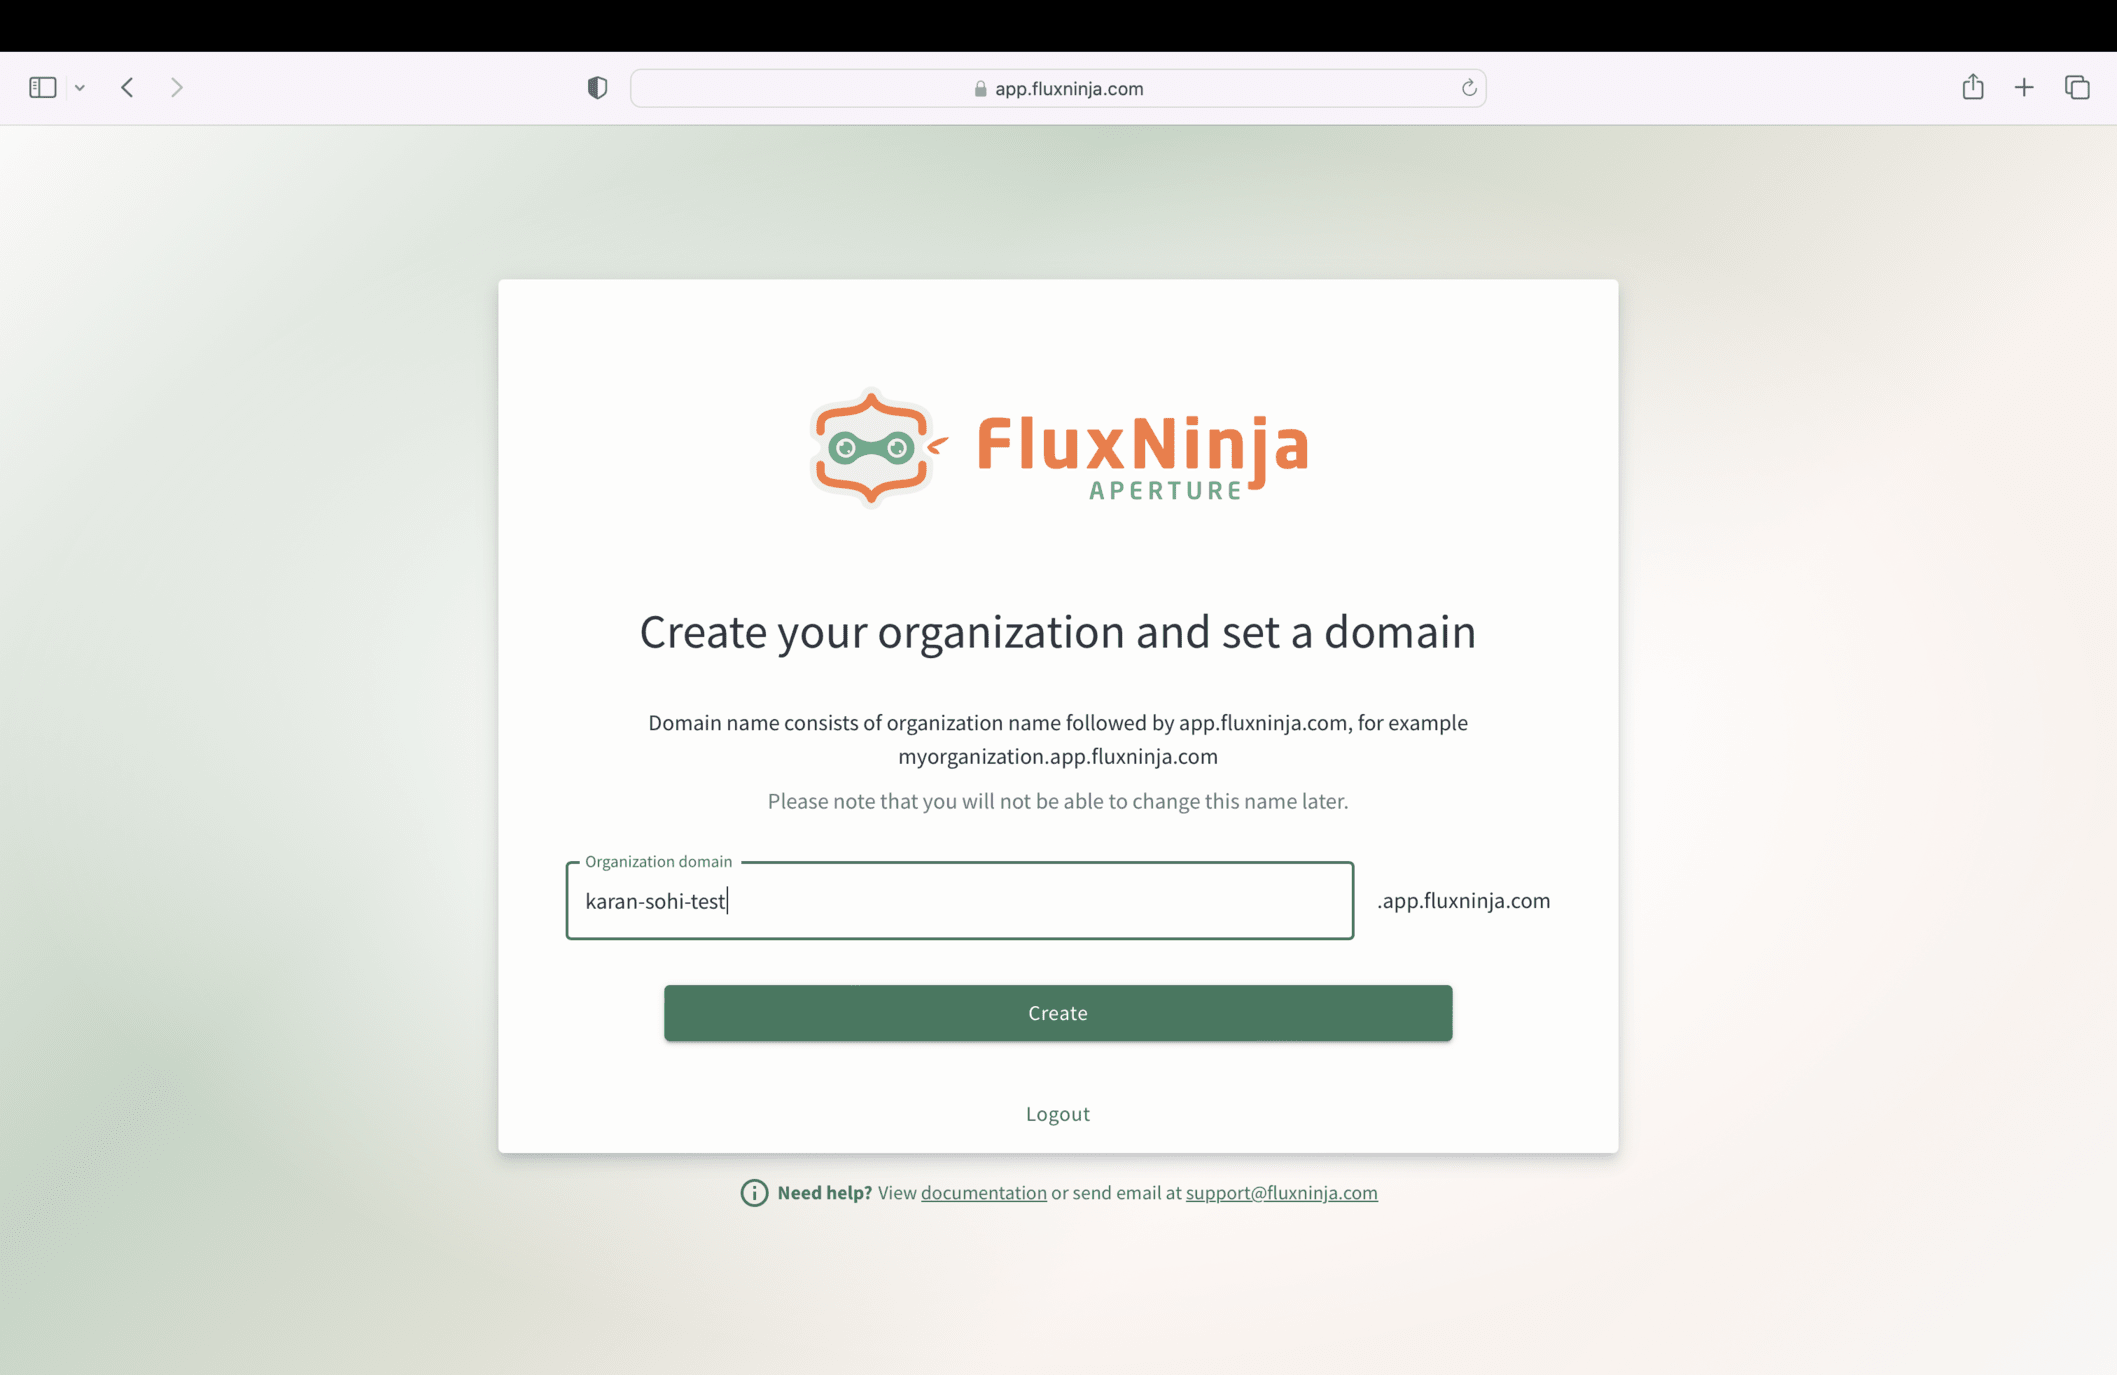 app.fluxninja.com
FluxNinja
APERTURE
Create your organization and set a domain
Domain name consists of organization name followed by app.fluxninja.com, for example
myorganization.app.fluxninja.com
Please note that you will not be able to change this name later.
Organization domain
karan-sohi-test .app.fluxninja.com
Create
Logout
Need help? View documentation or send email at support@fluxninja.com